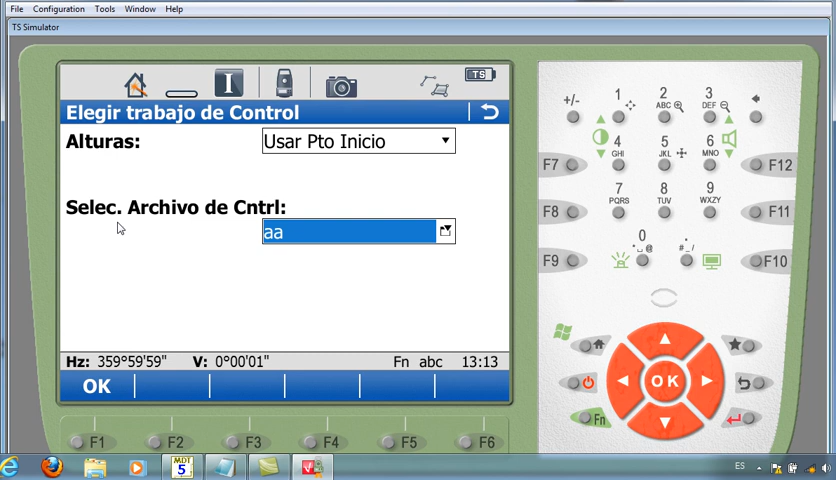 File Configuration Tools Window Help
TS Simulator
I
TS
Elegir trabajo de Control
Alturas: Usar Pto Inicio
Selec. Archivo de Cntrl:
aa
Hz: 359°59'59" V: 0°00'01" Fn abc 13:13
OK
F1 F2 F3 F4 F5 F6
+/- 1 2 3
ABC DEF
4 5 6
GHI JKL MNO
F7 F12
7 8 9
PQRS TUV WXYZ
F8 F11
0
F9 F10
OK
Fn
MDT
5
ES